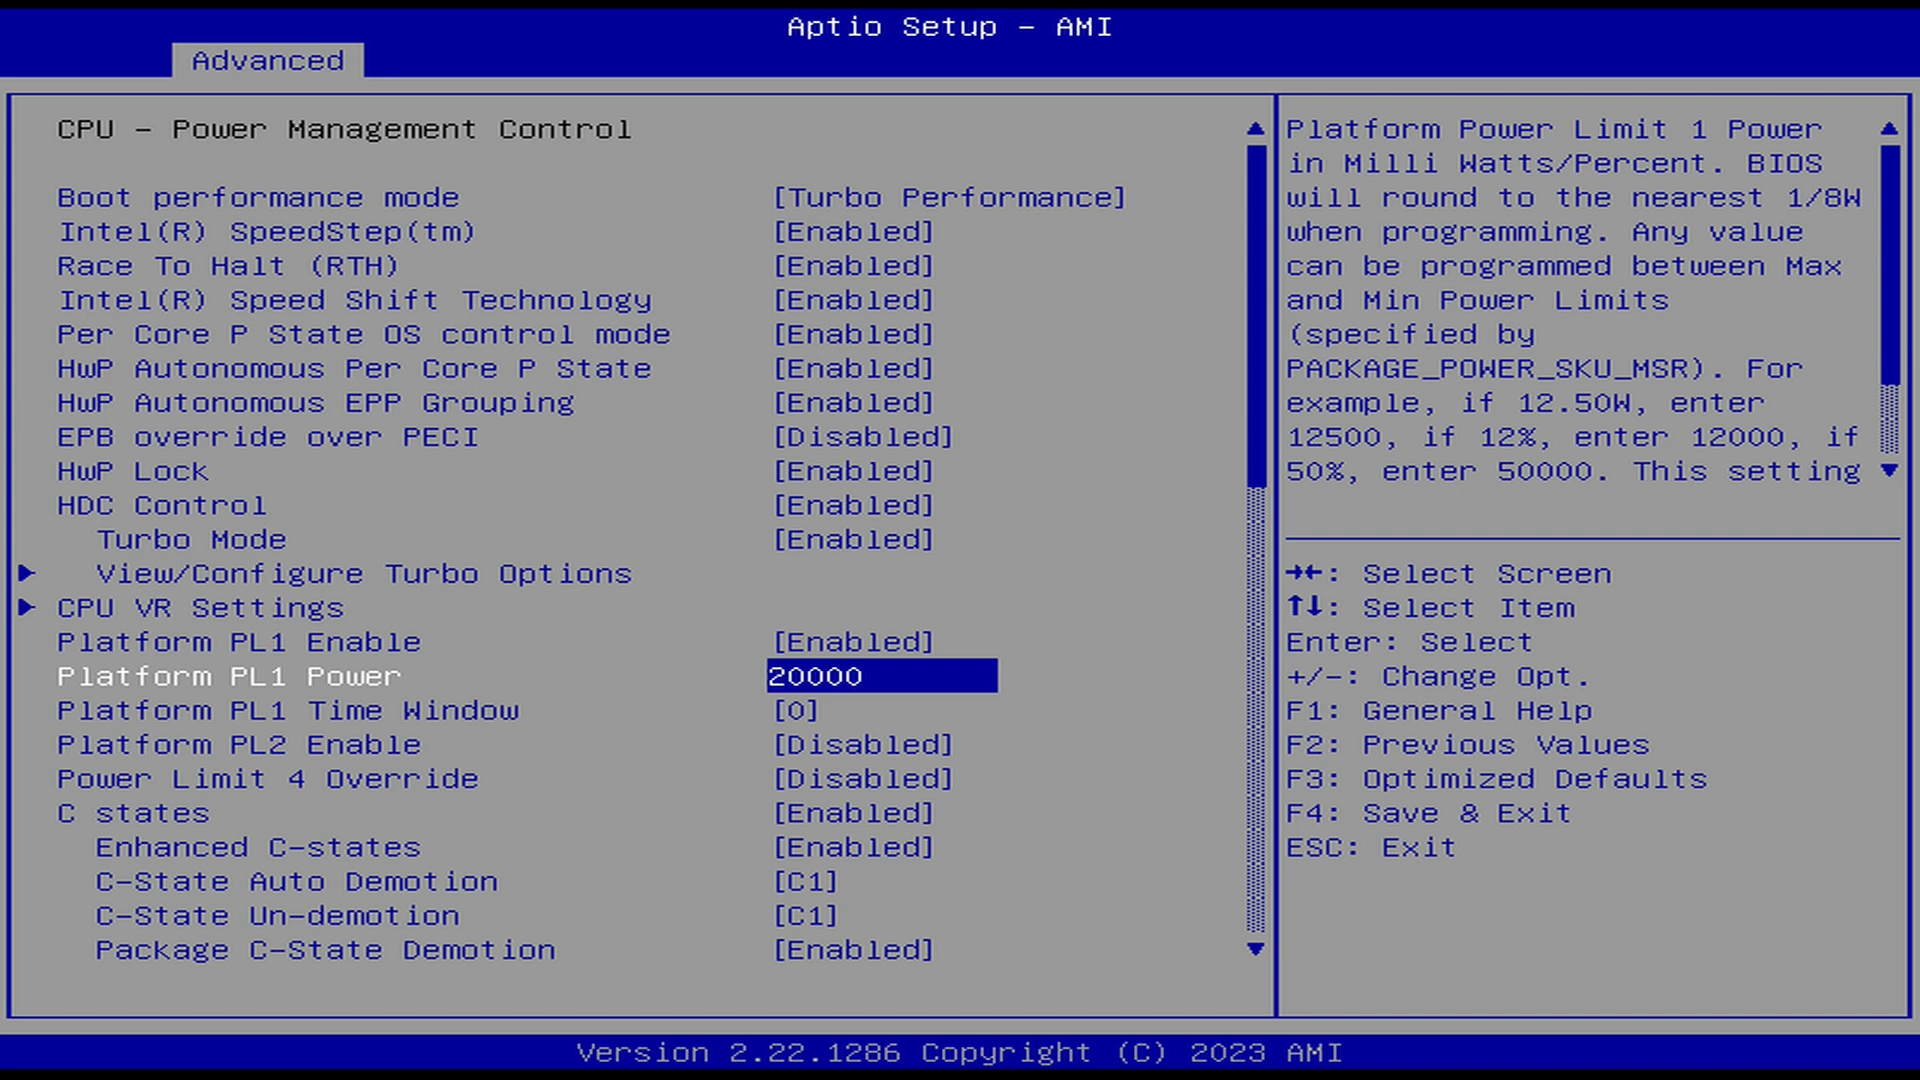 Aptio Setup - AMI
Advanced
CPU - Power Management Control
Boot performance mode [Turbo Performance]
Intel(R) SpeedStep(tm) [Enabled]
Race To Halt (RTH) [Enabled]
Intel(R) Speed Shift Technology [Enabled]
Per Core P State OS control mode [Enabled]
HwP Autonomous Per Core P State [Enabled]
HwP Autonomous EPP Grouping [Enabled]
EPB override over PECI [Disabled]
HwP Lock [Enabled]
HDC Control [Enabled]
Turbo Mode [Enabled]
View/Configure Turbo Options
CPU VR Settings
Platform PL1 Enable [Enabled]
Platform PL1 Power 20000
Platform PL1 Time Window [0]
Platform PL2 Enable [Disabled]
Power Limit 4 Override [Disabled]
C states [Enabled]
Enhanced C-states [Enabled]
C-State Auto Demotion [C1]
C-State Un-demotion [C1]
Package C-State Demotion [Enabled]
Platform Power Limit 1 Power
in Milli Watts/Percent. BIOS
will round to the nearest 1/8W
when programming. Any value
can be programmed between Max
and Min Power Limits
(specified by
PACKAGE_POWER_SKU_MSR). For
example, if 12.50W, enter
12500, if 12%, enter 12000, if
50%, enter 50000. This setting
→←: Select Screen
↑↓: Select Item
Enter: Select
+/-: Change Opt.
F1: General Help
F2: Previous Values
F3: Optimized Defaults
F4: Save & Exit
ESC: Exit
Version 2.22.1286 Copyright (C) 2023 AMI